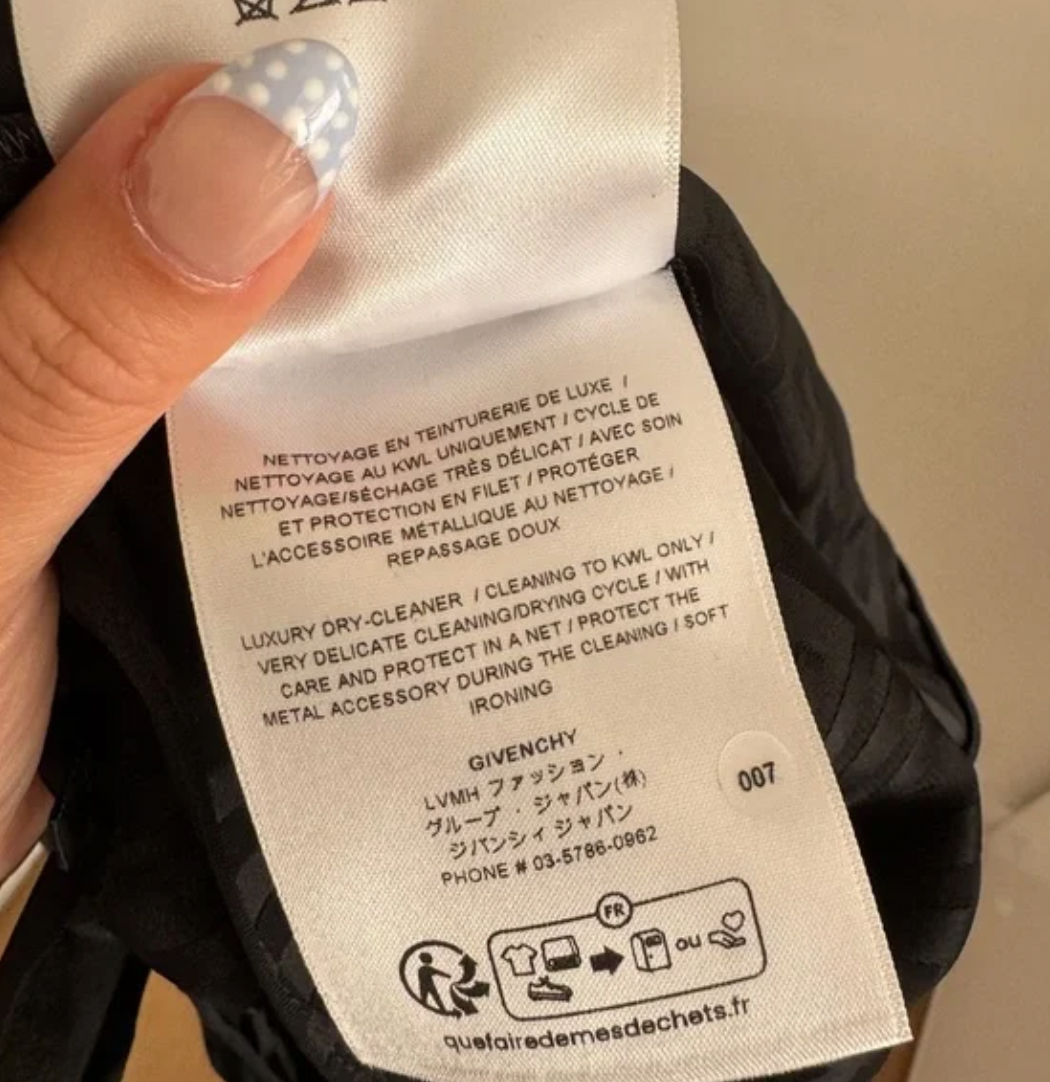 NETTOYAGE EN TEINTURERIE DE LUXE /
NETTOYAGE AU KWL UNIQUEMENT / CYCLE DE
NETTOYAGE/SÉCHAGE TRÈS DÉLICAT / AVEC SOIN
ET PROTECTION EN FILET / PROTÉGER
L'ACCESSOIRE MÉTALLIQUE AU NETTOYAGE /
REPASSAGE DOUX
LUXURY DRY-CLEANER / CLEANING TO KWL ONLY /
VERY DELICATE CLEANING/DRYING CYCLE / WITH
CARE AND PROTECT IN A NET / PROTECT THE
METAL ACCESSORY DURING THE CLEANING / SOFT
IRONING
GIVENCHY
LVMH ファッション ·
グループ · ジャパン(株)
ジバンシィ ジャパン
PHONE # 03-5786-0962
007
FR
ou
quefairedemesdechets.fr